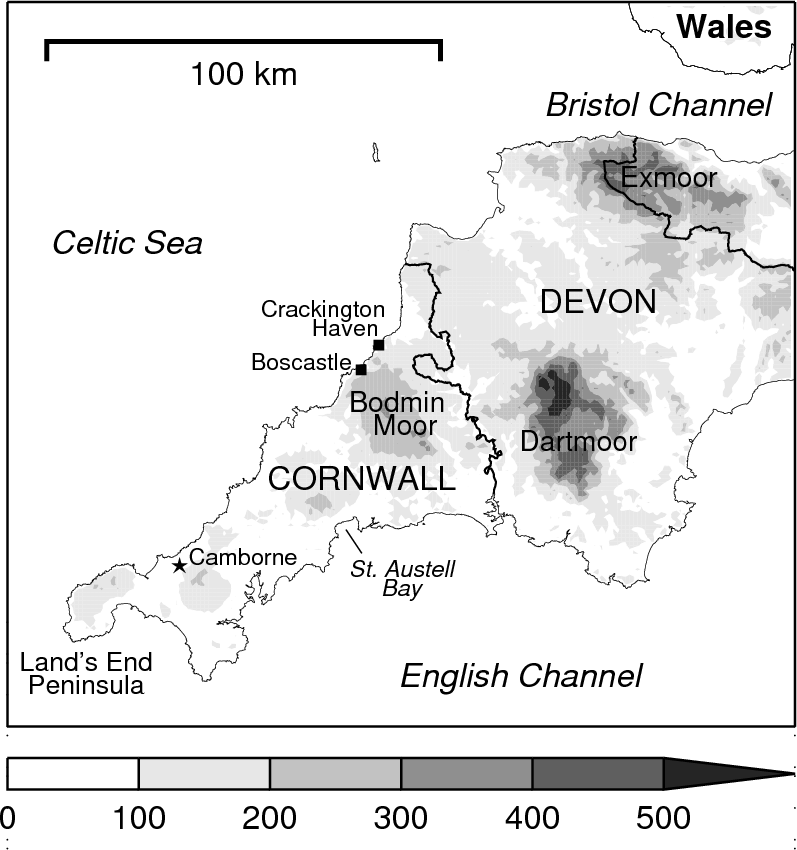 Wales
100 km
Bristol Channel
Exmoor
Celtic Sea
DEVON
Crackington
Haven
Boscastle
Bodmin
Moor
Dartmoor
CORNWALL
Camborne
St. Austell
Bay
Land's End
Peninsula
English Channel
0 100 200 300 400 500